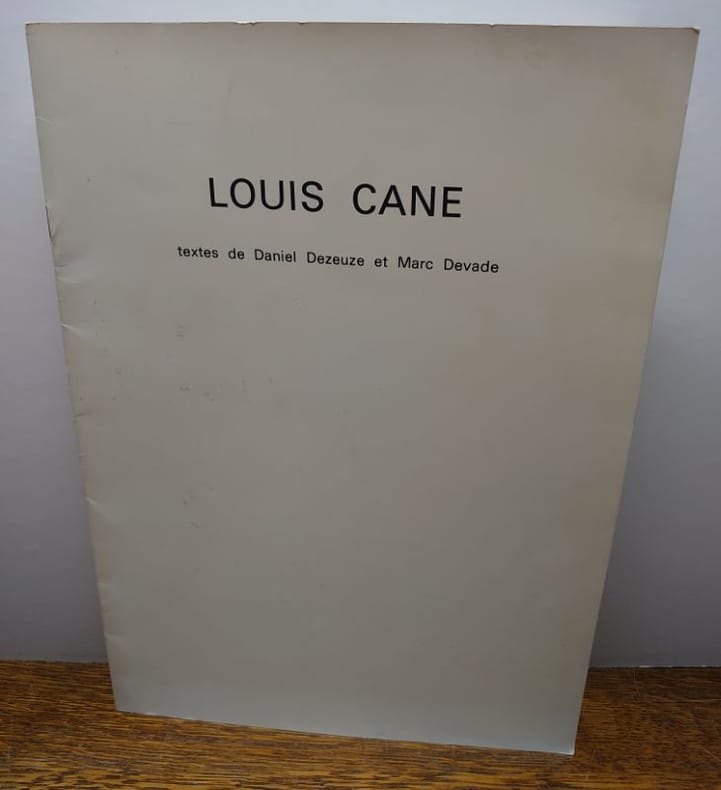 LOUIS CANE
textes de Daniel Dezeuze et Marc Devade